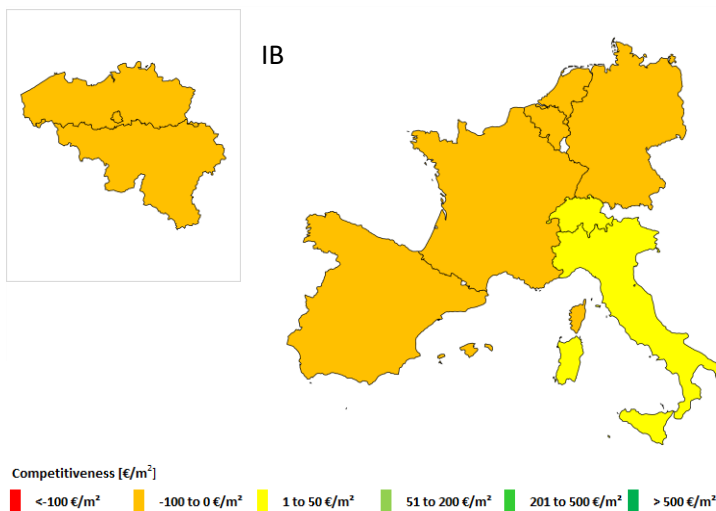 IB
Competitiveness [€/m²]
<-100 €/m² -100 to 0 €/m² 1 to 50 €/m² 51 to 200 €/m² 201 to 500 €/m² > 500 €/m²